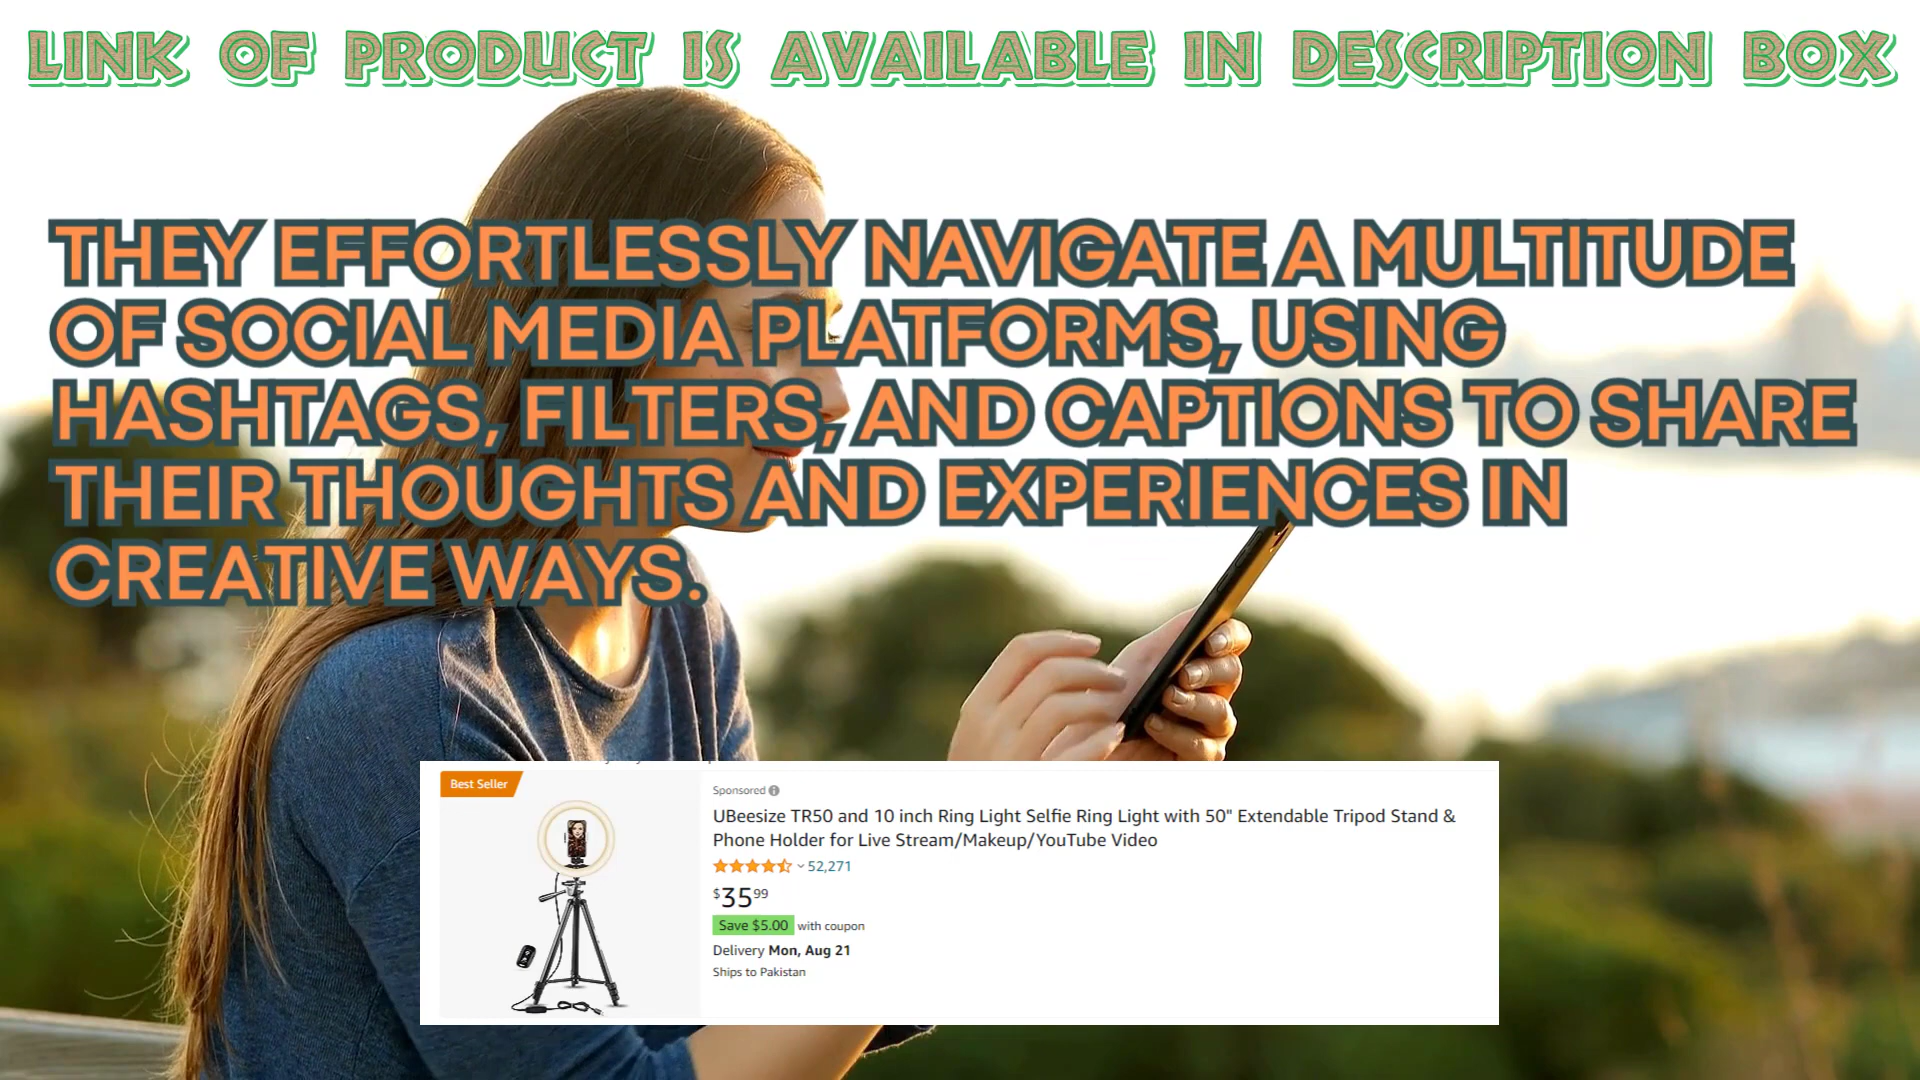 LINK OF PRODUCT IS AVAILABLE IN DESCRIPTION BOX
THEY EFFORTLESSLY NAVIGATE A MULTITUDE
OF SOCIAL MEDIA PLATFORMS, USING
HASHTAGS, FILTERS, AND CAPTIONS TO SHARE
THEIR THOUGHTS AND EXPERIENCES IN
CREATIVE WAYS.
Best Seller
Sponsored
UBeesize TR50 and 10 inch Ring Light Selfie Ring Light with 50" Extendable Tripod Stand &
Phone Holder for Live Stream/Makeup/YouTube Video
52,271
$3599
Save $5.00 with coupon
Delivery Mon, Aug 21
Ships to Pakistan